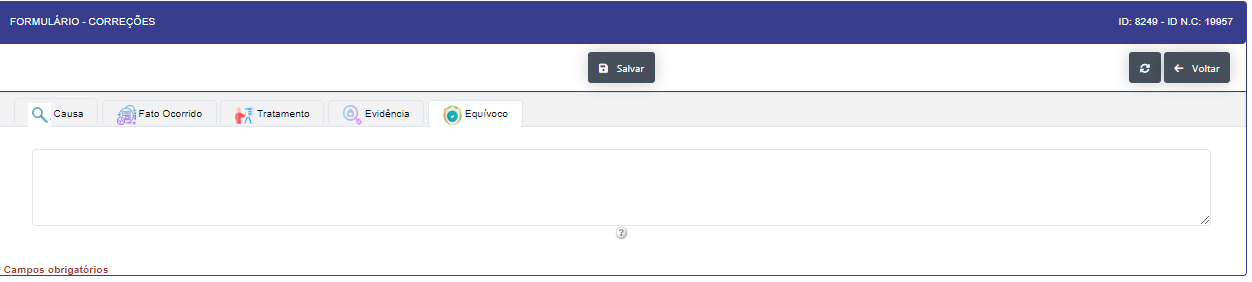 FORMULÁRIO - CORREÇÕES ID: 8249 - ID N.C: 19957
Salvar Voltar
Causa Fato Ocorrido Tratamento Evidência Equívoco
?
* Campos obrigatórios